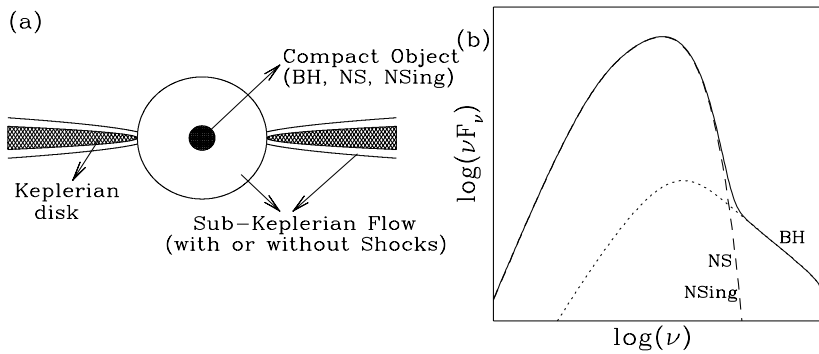 (a)
Compact Object
(BH, NS, NSing)
Keplerian
disk
Sub-Keplerian Flow
(with or without Shocks)
(b)
log(νFν)
BH
NS
NSing
log(ν)